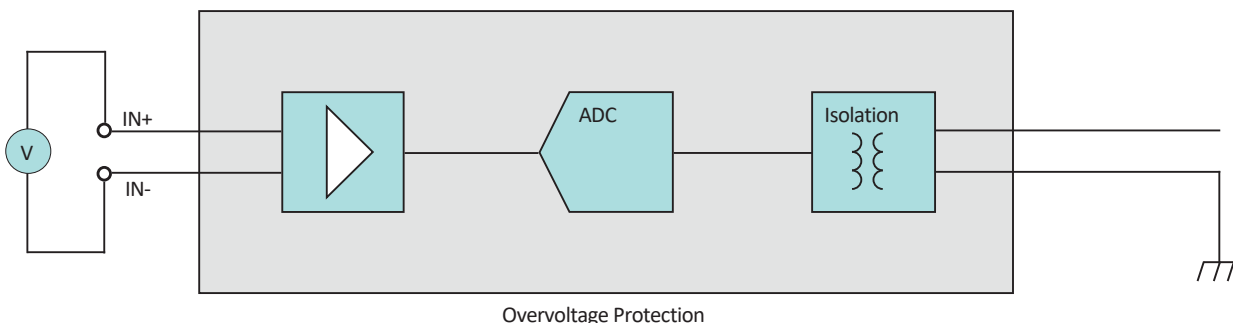 IN+
V
IN-
ADC
Isolation
Overvoltage Protection